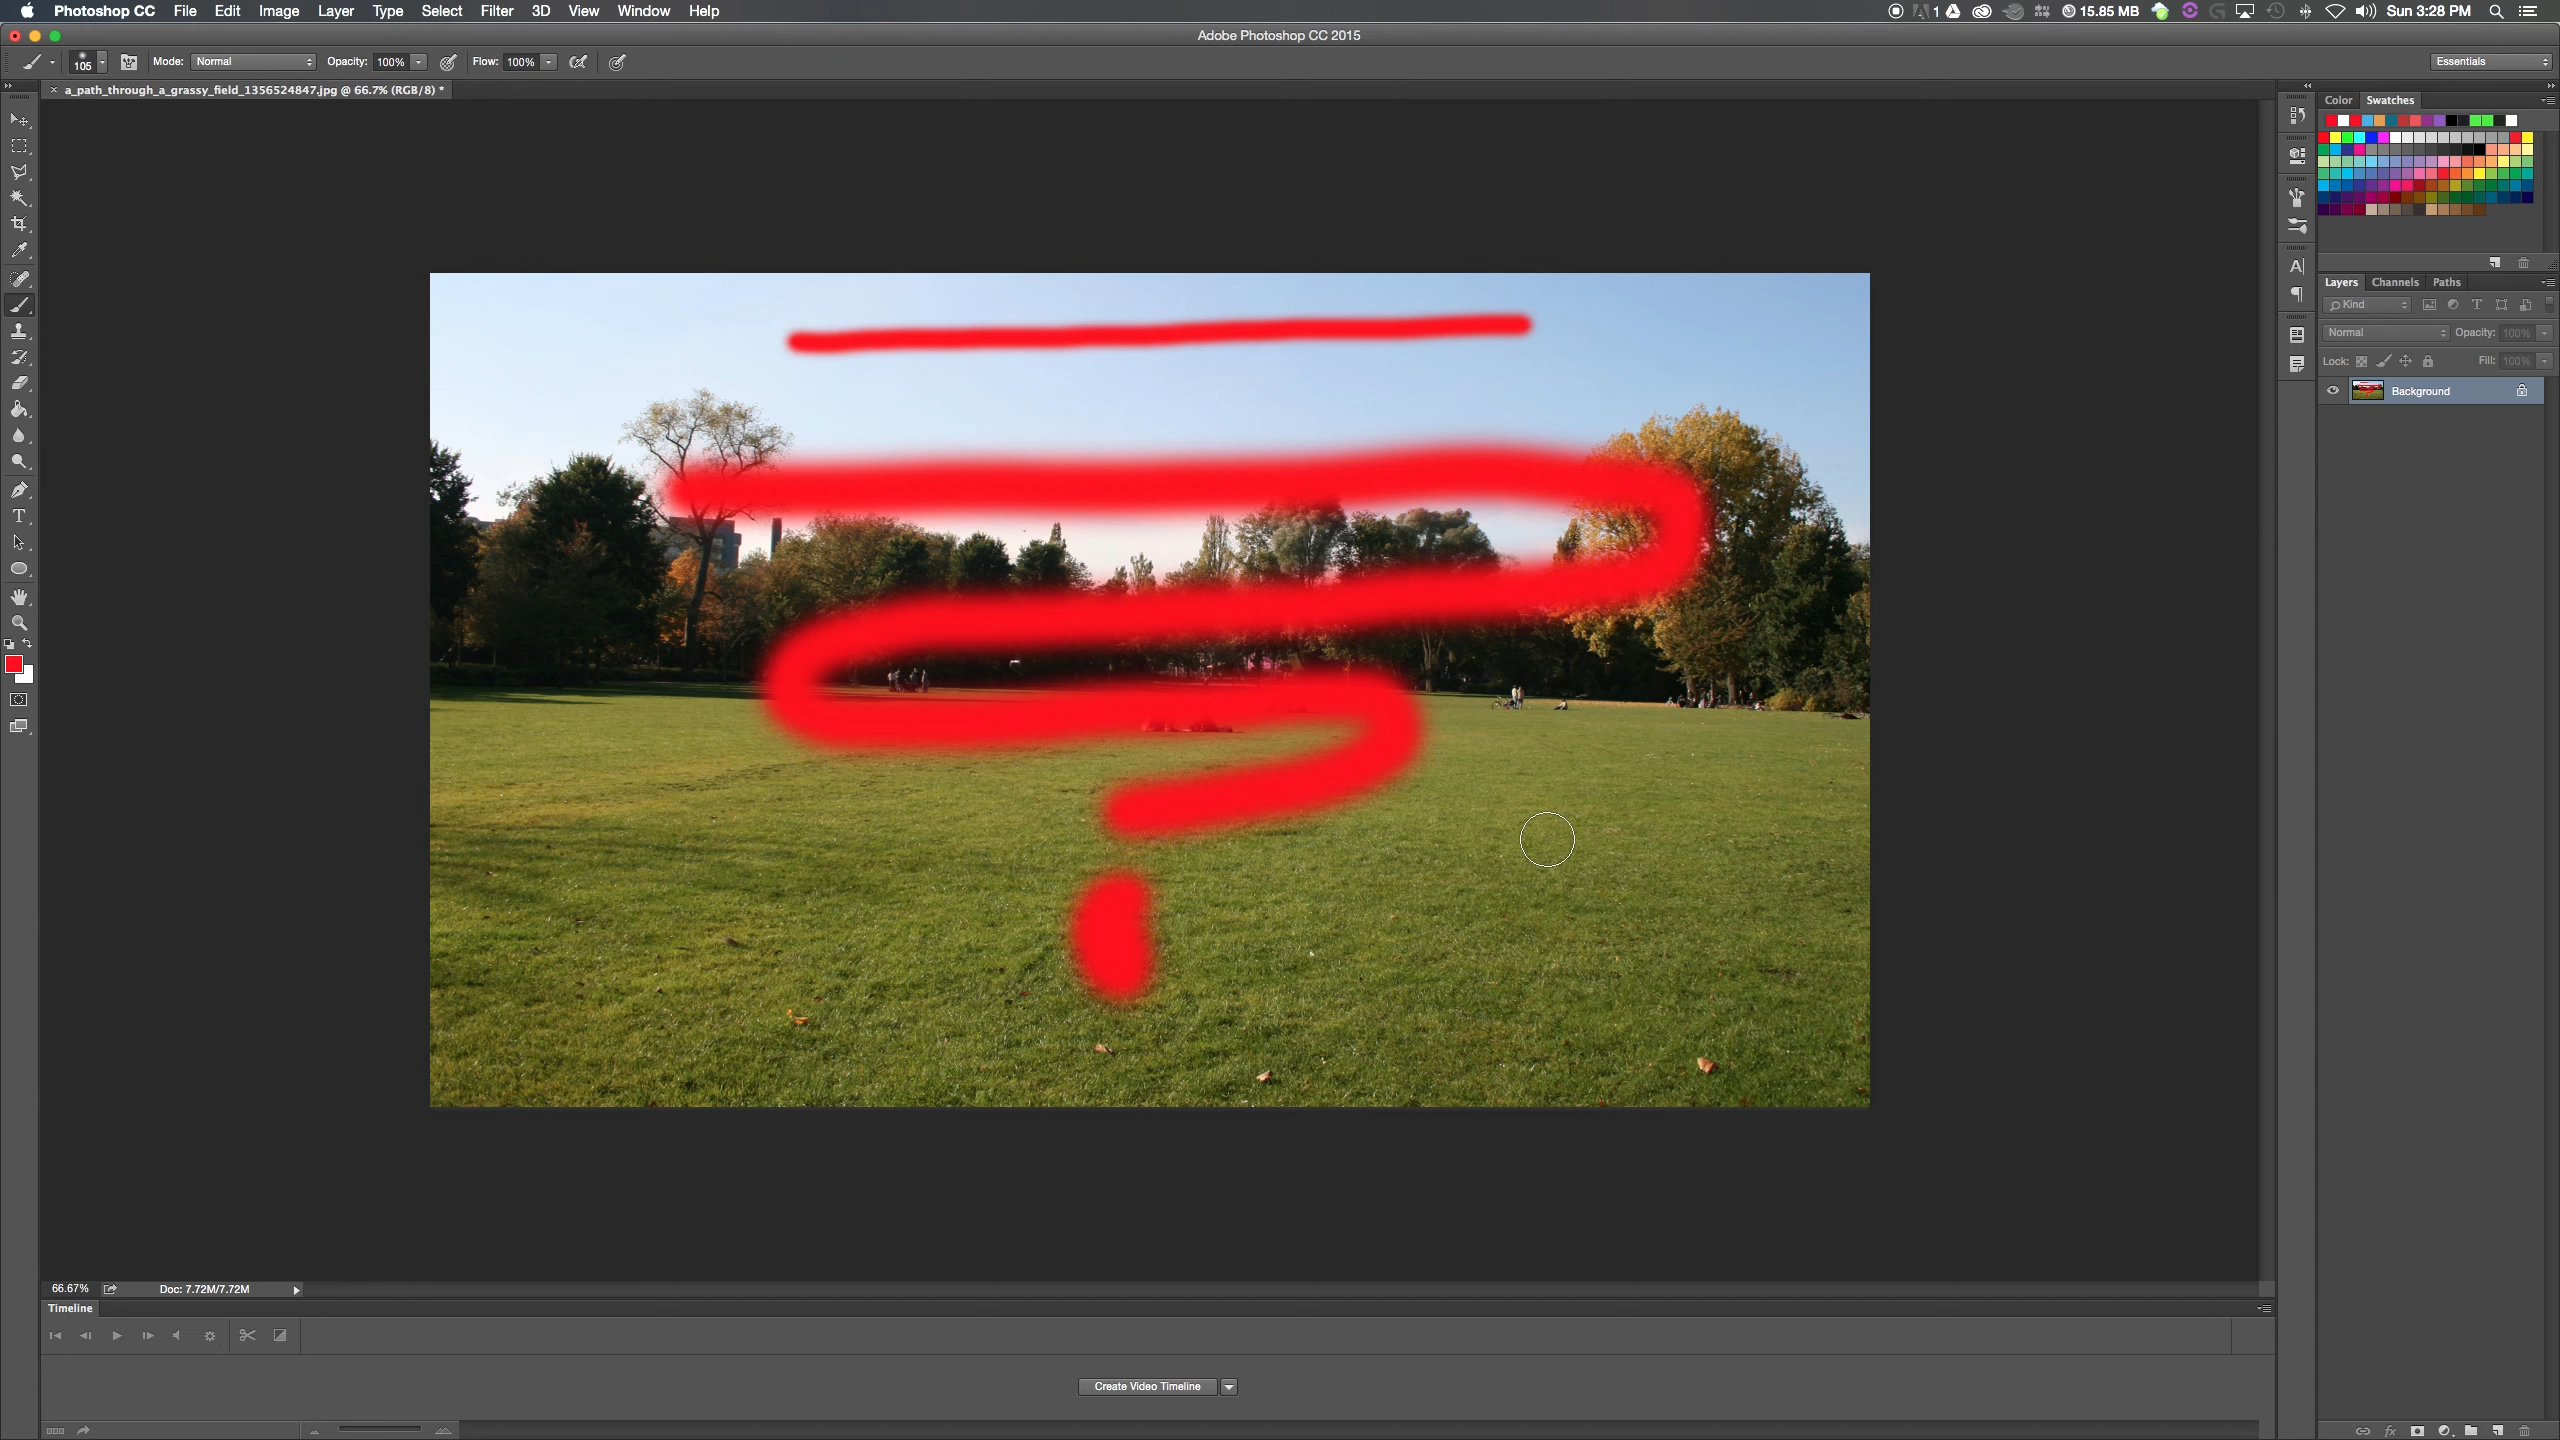 Photoshop CC File Edit Image Layer Type Select Filter 3D View Window Help 1 15.85 MB Sun 3:28 PM
Adobe Photoshop CC 2015
105 Mode: Normal Opacity: 100% Flow: 100% Essentials
a_path_through_a_grassy_field_1356524847.jpg @ 66.7% (RGB/8) *
Color Swatches
Layers Channels Paths
Kind
Normal Opacity: 100%
Lock: Fill: 100%
Background
66.67% Doc: 7.72M/7.72M
Timeline
Create Video Timeline